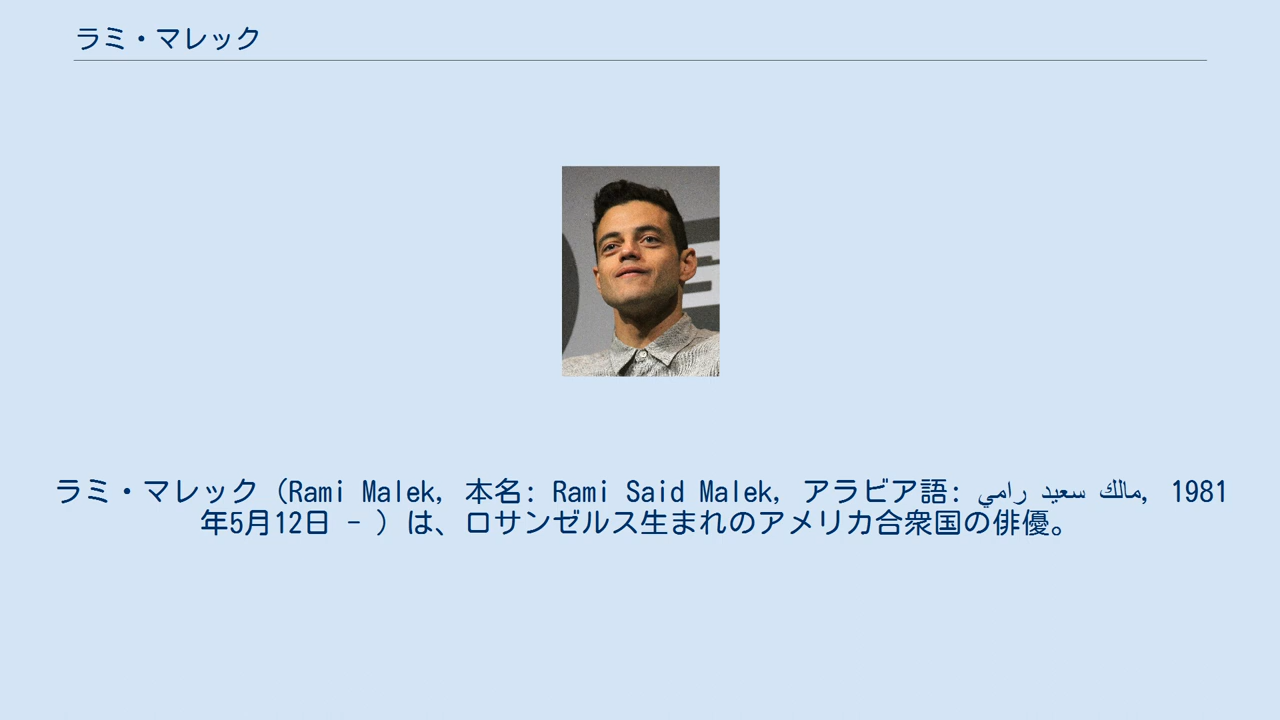 ラミ・マレック
ラミ・マレック（Rami Malek, 本名: Rami Said Malek, アラビア語: مالك سعيد رامي, 1981
年5月12日 - ）は、ロサンゼルス生まれのアメリカ合衆国の俳優。